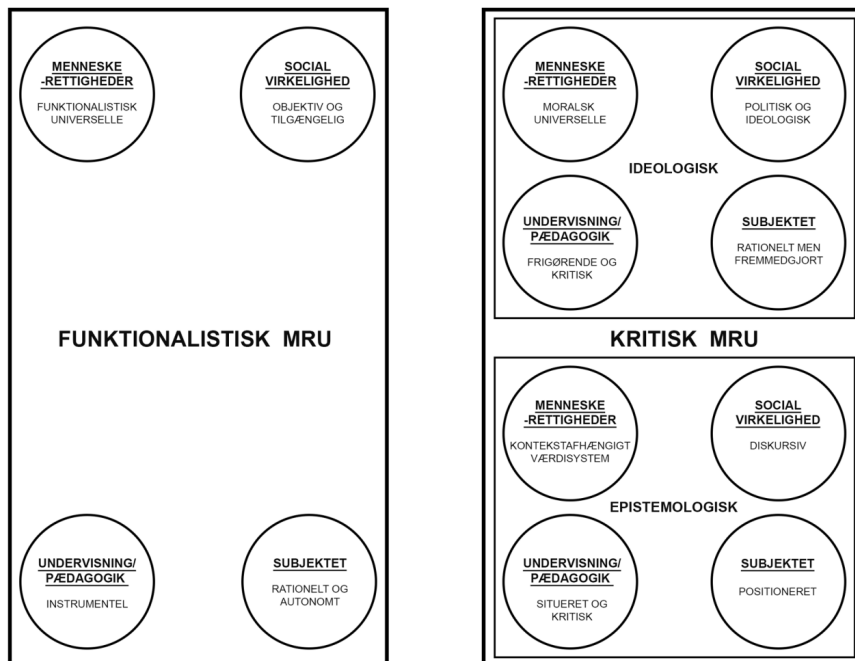 MENNESKE
-RETTIGHEDER
FUNKTIONALISTISK
UNIVERSELLE
SOCIAL
VIRKELIGHED
OBJEKTIV OG
TILGÆNGELIG
FUNKTIONALISTISK MRU
UNDERVISNING/
PÆDAGOGIK
INSTRUMENTEL
SUBJEKTET
RATIONELT OG
AUTONOMT
MENNESKE
-RETTIGHEDER
MORALSK
UNIVERSELLE
SOCIAL
VIRKELIGHED
POLITISK OG
IDEOLOGISK
IDEOLOGISK
UNDERVISNING/
PÆDAGOGIK
FRIGØRENDE OG
KRITISK
SUBJEKTET
RATIONELT MEN
FREMMEDGJORT
KRITISK MRU
MENNESKE
-RETTIGHEDER
KONTEKSTAFHÆNGIGT
VÆRDISYSTEM
SOCIAL
VIRKELIGHED
DISKURSIV
EPISTEMOLOGISK
UNDERVISNING/
PÆDAGOGIK
SITUERET OG
KRITISK
SUBJEKTET
POSITIONERET